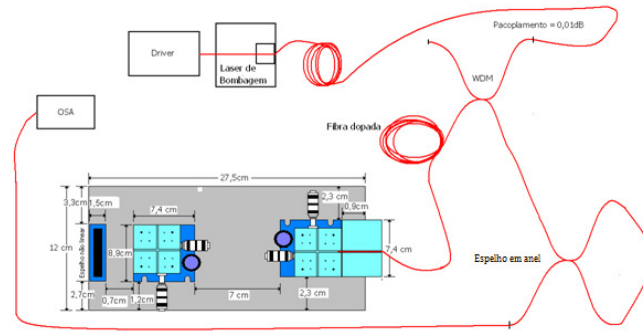 Pacoplamento = 0,01dB
Driver
Laser de
Bombagem
WDM
OSA
Fibra dopada
27,5cm
3,3cm
1,5cm
7,4 cm
2,3 cm
0,9cm
12 cm
Espelho não linear
8,9cm
7,4 cm
Espelho em anel
2,7cm
0,7cm
1,2cm
7 cm
2,3 cm